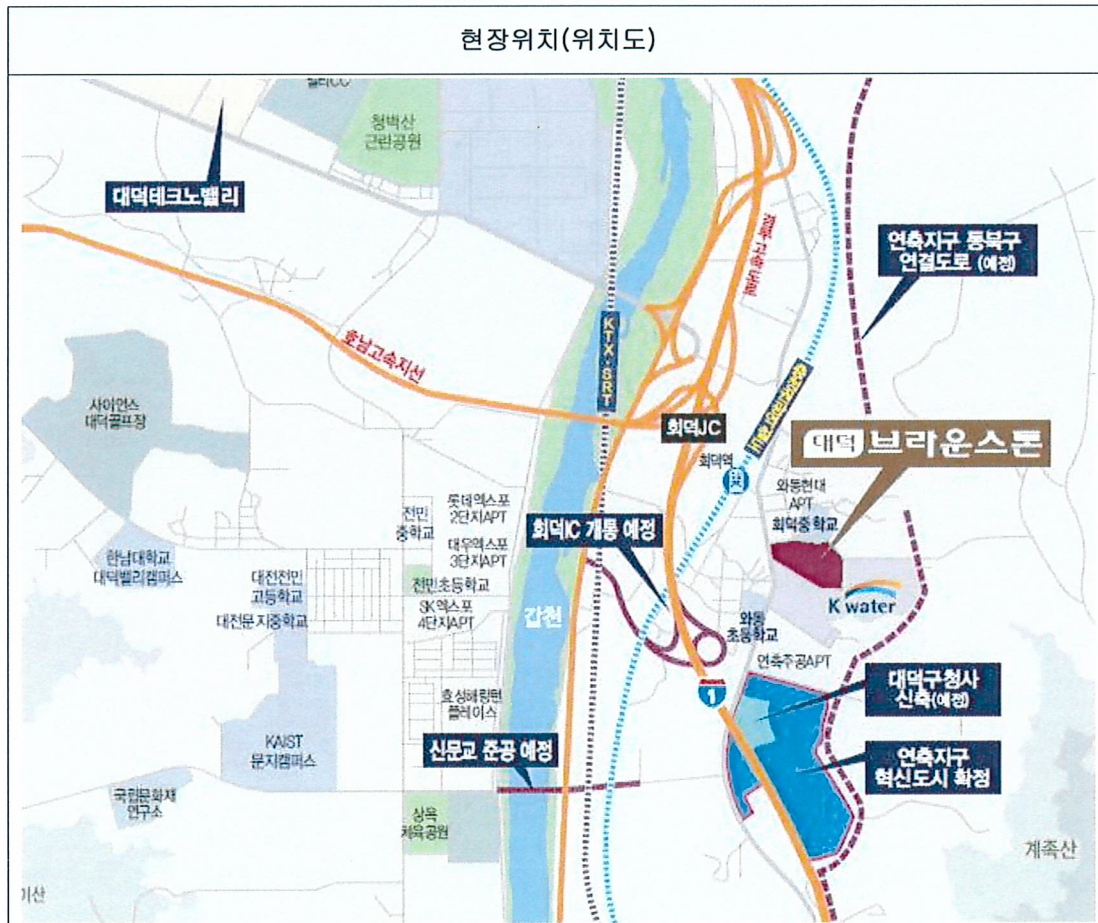 현장위치(위치도)
청백산
근린공원
대덕테크노밸리
연축지구 동북구
연결도로 (예정)
경부고속도로
KTX·SRT
호남고속지선
사이언스
대덕골프장
회덕JC
대덕 브라운스톤
회덕역
와동현대
APT
회덕중학교
전민
중학교
롯데엑스포
2단지APT
회덕IC 개통 예정
대우엑스포
3단지APT
한남대학교
대덕밸리캠퍼스
대전전민
고등학교
전민초등학교
K water
SK엑스포
4단지APT
갑천
대전문지중학교
와동
초등학교
연축주공APT
대덕구청사
신축(예정)
1
효성해링턴
플레이스
KAIST
문지캠퍼스
신문교 준공 예정
연축지구
혁신도시 확정
국립문화재
연구소
상욕
체육공원
계족산
이산